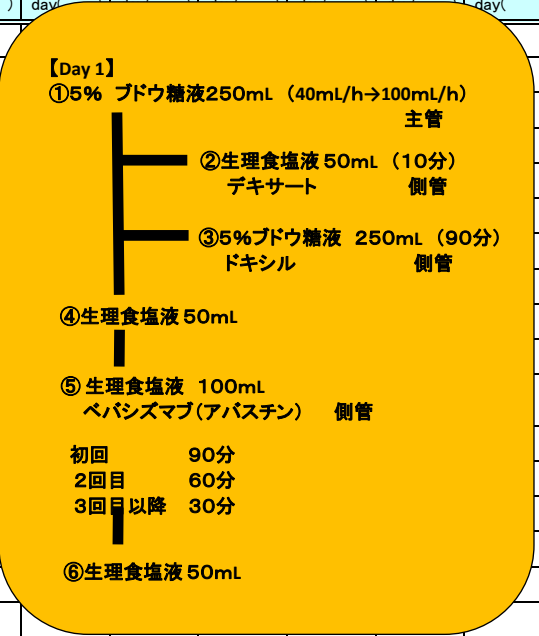 ) day( day(
【Day 1】
①5% ブドウ糖液250mL (40mL/h→100mL/h)
主管
②生理食塩液 50mL (10分)
デキサート 側管
③5%ブドウ糖液 250mL (90分)
ドキシル 側管
④生理食塩液 50mL
⑤ 生理食塩液 100mL
ベバシズマブ(アバスチン) 側管
初回 90分
2回目 60分
3回目以降 30分
⑥生理食塩液 50mL